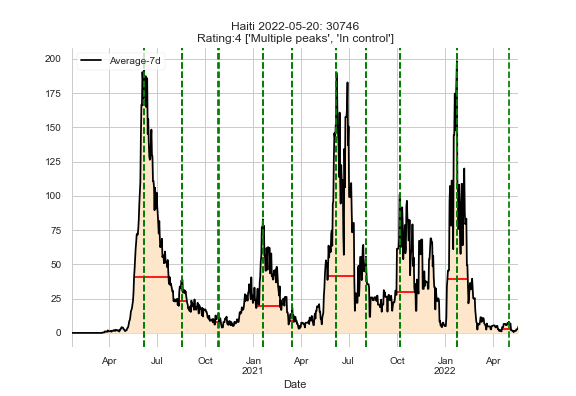 Haiti 2022-05-20: 30746
Rating:4 ['Multiple peaks', 'In control']
Average-7d
200
175
150
125
100
75
50
25
0
Apr Jul Oct Jan Apr Jul Oct Jan Apr
2021 2022
Date